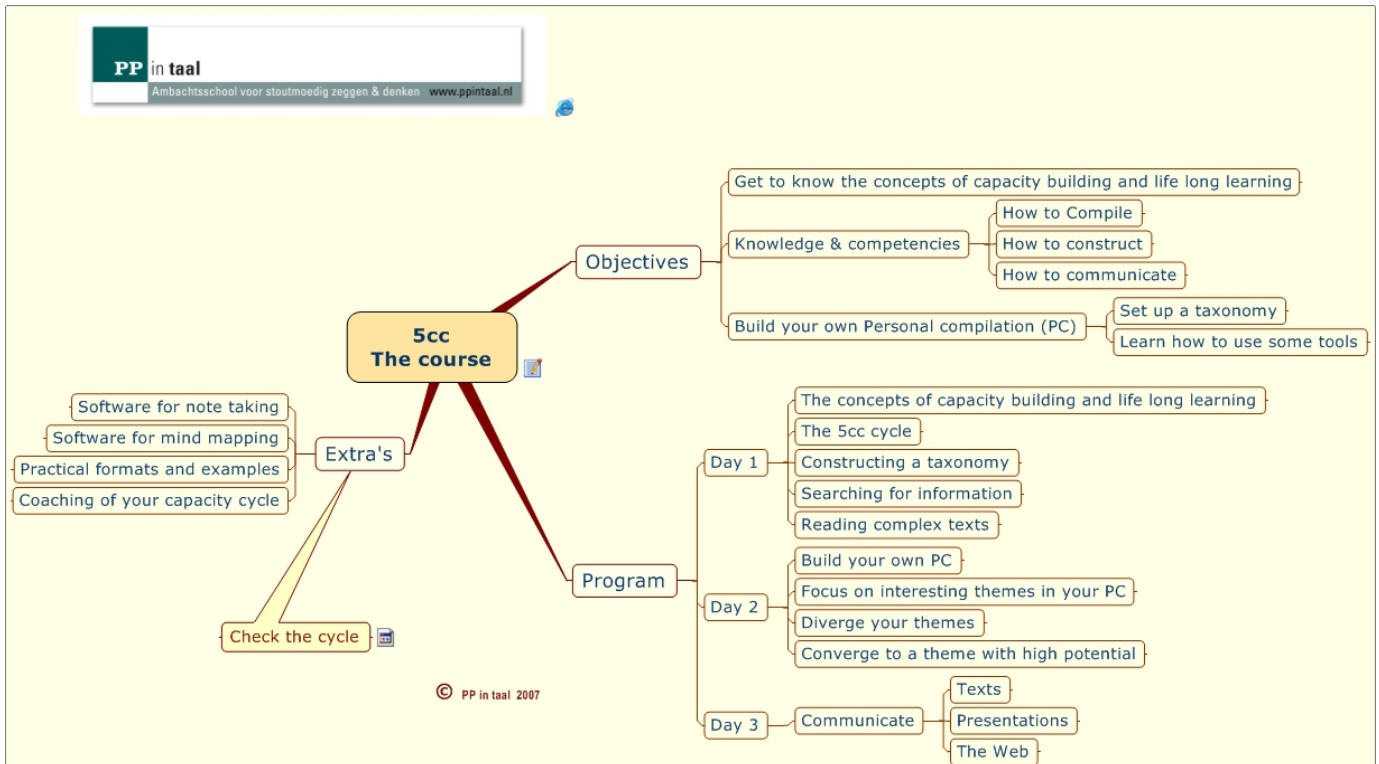 PP in taal
Ambachtsschool voor stoutmoedig zeggen & denken www.ppintaal.nl
5cc
The course
Objectives
Get to know the concepts of capacity building and life long learning
Knowledge & competencies
How to Compile
How to construct
How to communicate
Build your own Personal compilation (PC)
Set up a taxonomy
Learn how to use some tools
Program
Day 1
The concepts of capacity building and life long learning
The 5cc cycle
Constructing a taxonomy
Searching for information
Reading complex texts
Day 2
Build your own PC
Focus on interesting themes in your PC
Diverge your themes
Converge to a theme with high potential
Day 3
Communicate
Texts
Presentations
The Web
Extra's
Software for note taking
Software for mind mapping
Practical formats and examples
Coaching of your capacity cycle
Check the cycle
© PP in taal 2007